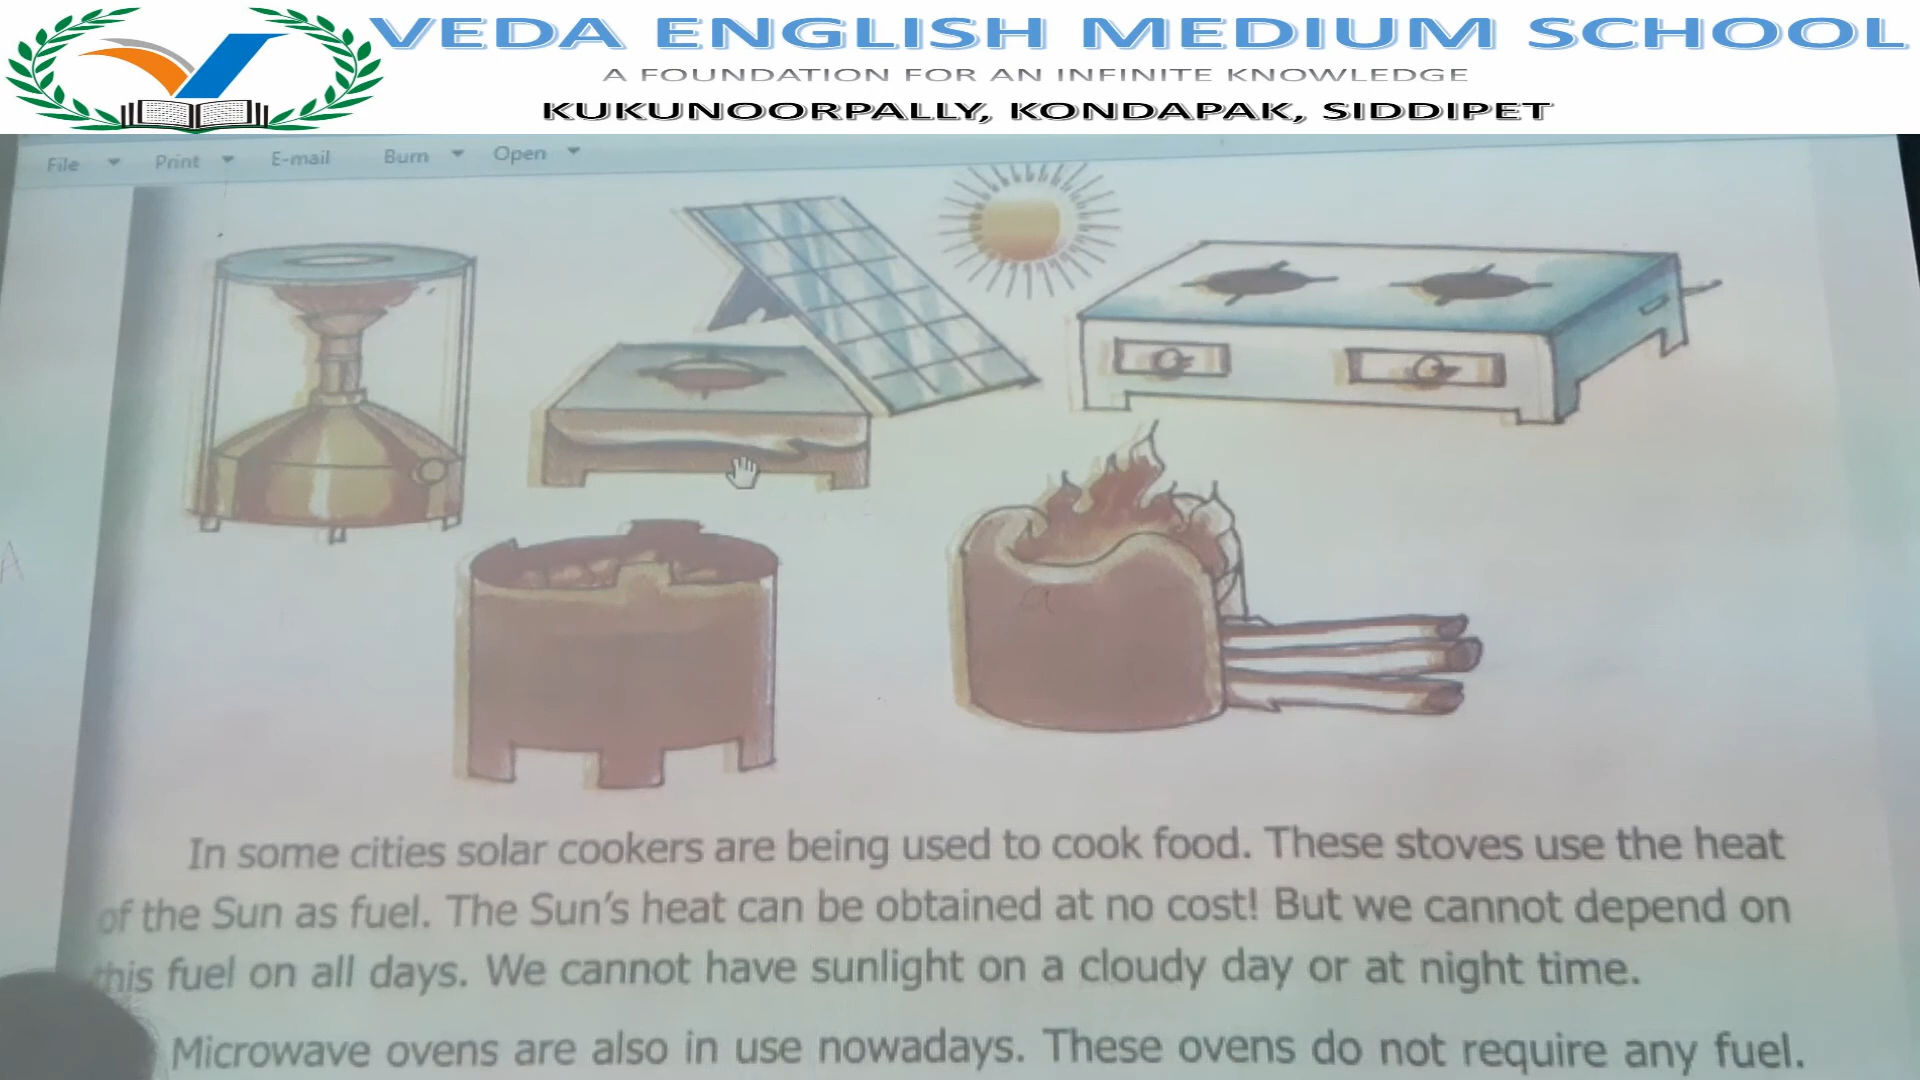 VEDA ENGLISH MEDIUM SCHOOL
A FOUNDATION FOR AN INFINITE KNOWLEDGE
KUKUNOORPALLY, KONDAPAK, SIDDIPET
File Print E-mail Burn Open
In some cities solar cookers are being used to cook food. These stoves use the heat
of the Sun as fuel. The Sun's heat can be obtained at no cost! But we cannot depend on
this fuel on all days. We cannot have sunlight on a cloudy day or at night time.
Microwave ovens are also in use nowadays. These ovens do not require any fuel.